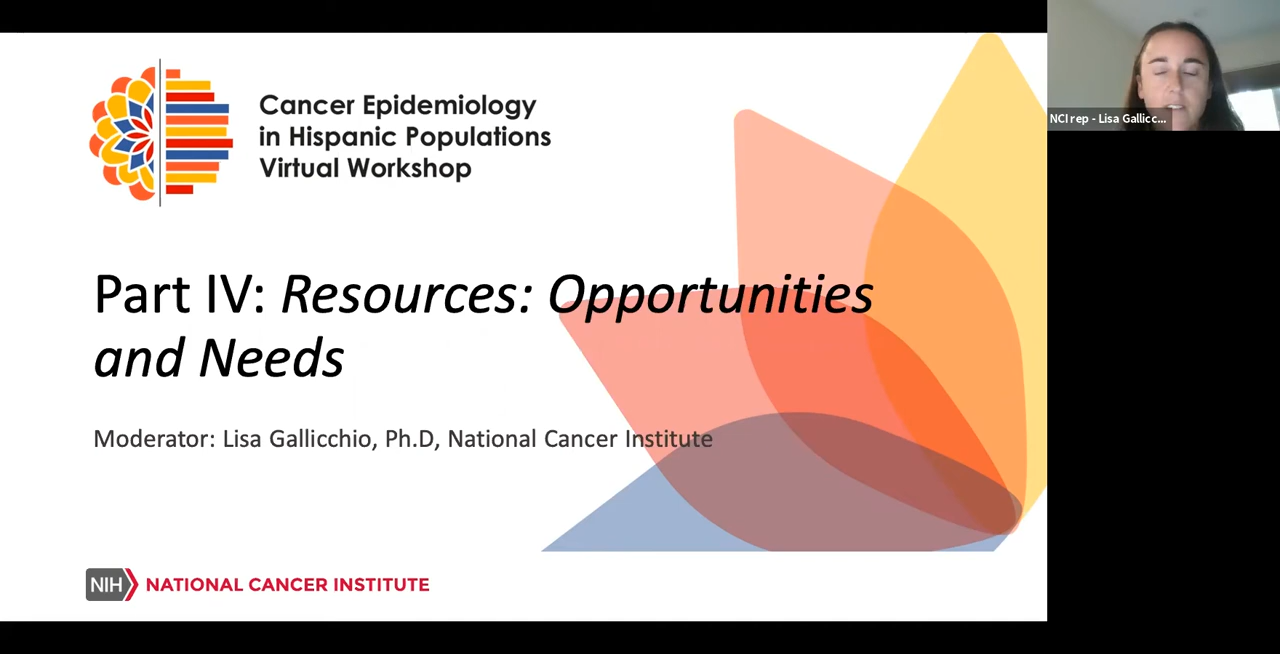 Cancer Epidemiology
in Hispanic Populations
Virtual Workshop
Part IV: Resources: Opportunities
and Needs
Moderator: Lisa Gallicchio, Ph.D, National Cancer Institute
NIH NATIONAL CANCER INSTITUTE
NCI rep - Lisa Gallicc...